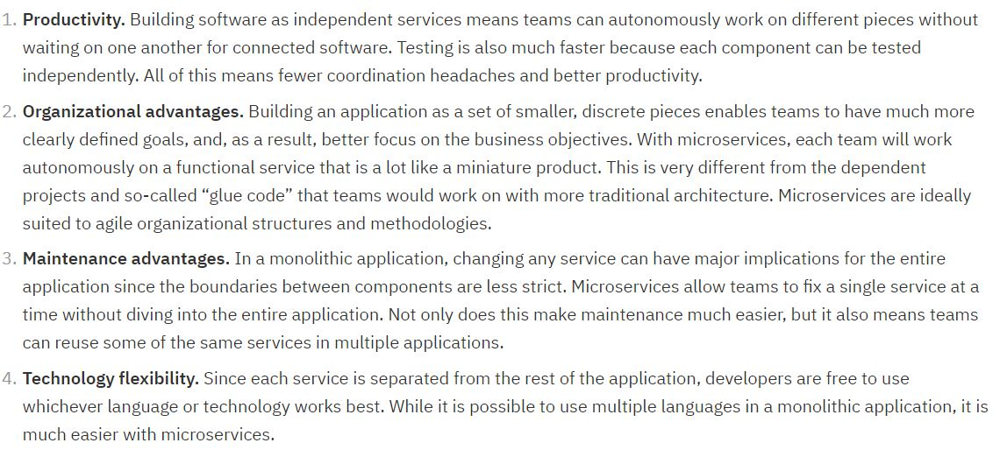 1. Productivity. Building software as independent services means teams can autonomously work on different pieces without
waiting on one another for connected software. Testing is also much faster because each component can be tested
independently. All of this means fewer coordination headaches and better productivity.
2. Organizational advantages. Building an application as a set of smaller, discrete pieces enables teams to have much more
clearly defined goals, and, as a result, better focus on the business objectives. With microservices, each team will work
autonomously on a functional service that is a lot like a miniature product. This is very different from the dependent
projects and so-called “glue code” that teams would work on with more traditional architecture. Microservices are ideally
suited to agile organizational structures and methodologies.
3. Maintenance advantages. In a monolithic application, changing any service can have major implications for the entire
application since the boundaries between components are less strict. Microservices allow teams to fix a single service at a
time without diving into the entire application. Not only does this make maintenance much easier, but it also means teams
can reuse some of the same services in multiple applications.
4. Technology flexibility. Since each service is separated from the rest of the application, developers are free to use
whichever language or technology works best. While it is possible to use multiple languages in a monolithic application, it is
much easier with microservices.